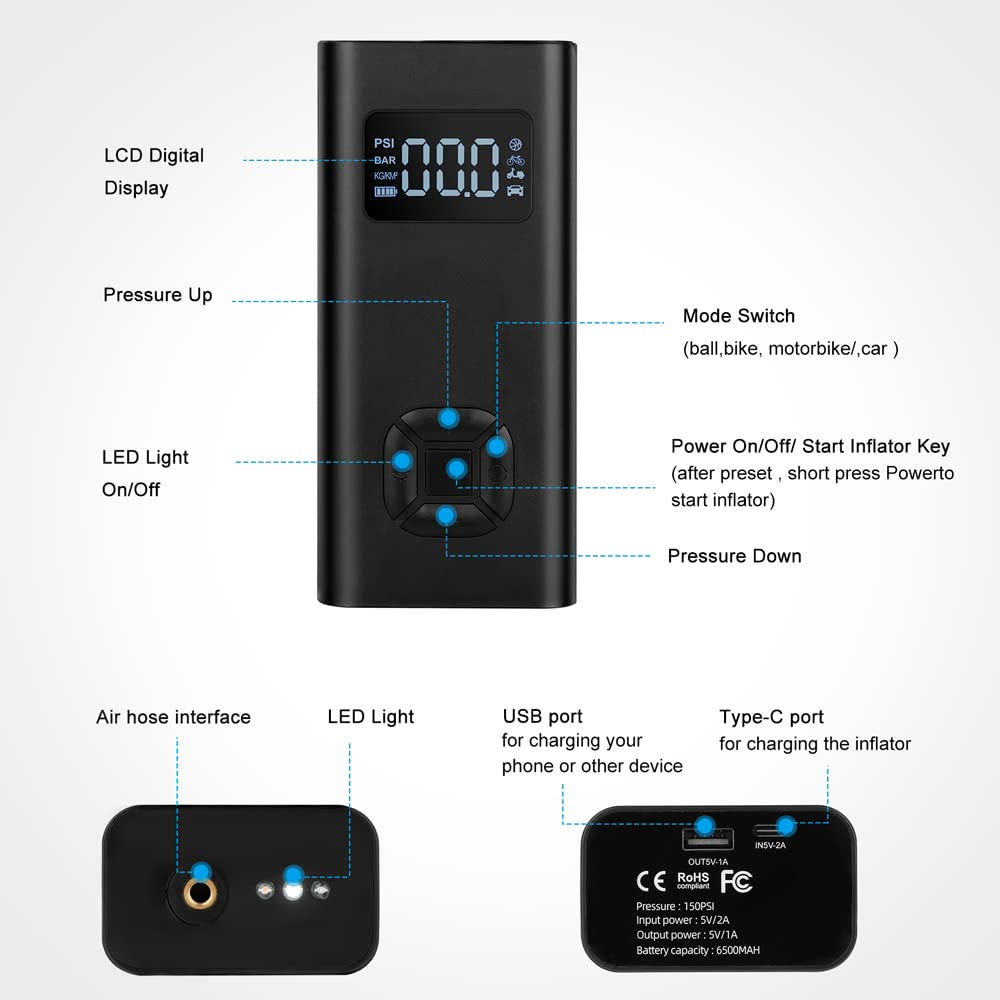 LCD Digital
Display
PSI
BAR
KG/KM²
00.0
Pressure Up
Mode Switch
(ball,bike, motorbike/,car )
LED Light
On/Off
Power On/Off/ Start Inflator Key
(after preset , short press Powerto
start inflator)
Pressure Down
Air hose interface
LED Light
USB port
for charging your
phone or other device
Type-C port
for charging the inflator
OUT5V-1A
IN5V-2A
CE RoHS compliant FC
Pressure : 150PSI
Input power : 5V/2A
Output power : 5V/1A
Battery capacity : 6500MAH